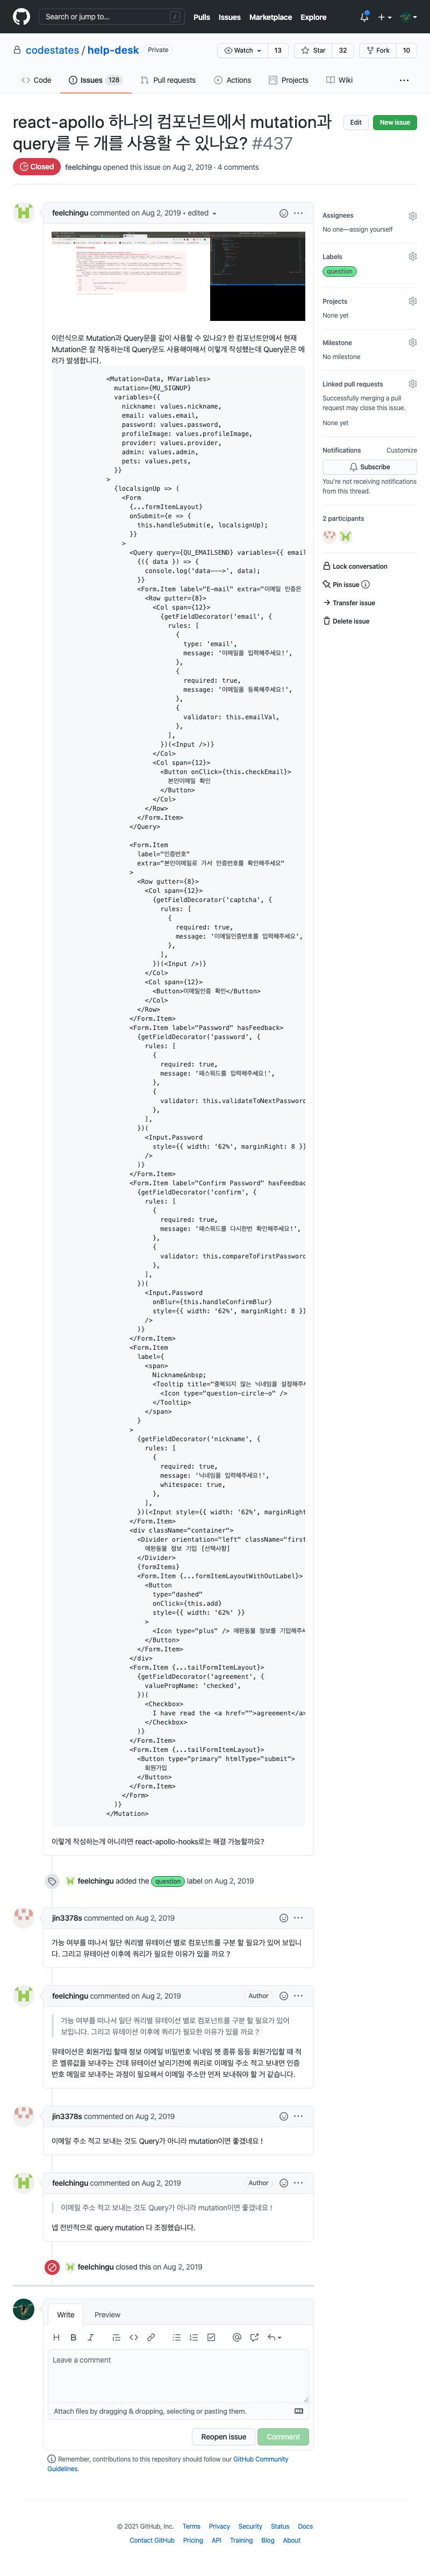 Search or jump to...
/
Pulls Issues Marketplace Explore
codestates / help-desk Private
Watch 13 Star 32 Fork 10
Code Issues 128 Pull requests Actions Projects Wiki
react-apollo 하나의 컴포넌트에서 mutation과
query를 두 개를 사용할 수 있나요? #437
Edit New issue
Closed feelchingu opened this issue on Aug 2, 2019 · 4 comments
feelchingu commented on Aug 2, 2019 • edited
이런식으로 Mutation과 Query문을 같이 사용할 수 있나요? 한 컴포넌트안에서 현재
Mutation은 잘 작동하는데 Query문도 사용해야해서 이렇게 작성했는데 Query문은 에
러가 발생합니다.
<Mutation<Data, MVariables>
mutation={MU_SIGNUP}
variables={{
nickname: values.nickname,
email: values.email,
password: values.password,
profileImage: values.profileImage,
provider: values.provider,
admin: values.admin,
pets: values.pets,
}}
>
{localsignUp => (
<Form
{...formItemLayout}
onSubmit={e => {
this.handleSubmit(e, localsignUp);
}}
>
<Query query={QU_EMAILSEND} variables={{ email
{({ data }) => {
console.log('data--->', data);
}}
<Form.Item label="E-mail" extra="이메일 인증은
<Row gutter={8}>
<Col span={12}>
{getFieldDecorator('email', {
rules: [
{
type: 'email',
message: '이메일을 입력해주세요!',
},
{
required: true,
message: '이메일을 등록해주세요!',
},
{
validator: this.emailVal,
},
],
})(<Input />)}
</Col>
<Col span={12}>
<Button onClick={this.checkEmail}>
본인이메일 확인
</Button>
</Col>
</Row>
</Form.Item>
</Query>
<Form.Item
label="인증번호"
extra="본인이메일로 가서 인증번호를 확인해주세요"
>
<Row gutter={8}>
<Col span={12}>
{getFieldDecorator('captcha', {
rules: [
{
required: true,
message: '이메일인증번호를 입력해주세요',
},
],
})(<Input />)}
</Col>
<Col span={12}>
<Button>이메일인증 확인</Button>
</Col>
</Row>
</Form.Item>
<Form.Item label="Password" hasFeedback>
{getFieldDecorator('password', {
rules: [
{
required: true,
message: '패스워드를 입력해주세요!',
},
{
validator: this.validateToNextPassword
},
],
})(
<Input.Password
style={{ width: '62%', marginRight: 8 }}
/>
)}
</Form.Item>
<Form.Item label="Confirm Password" hasFeedbac
{getFieldDecorator('confirm', {
rules: [
{
required: true,
message: '패스워드를 다시한번 확인해주세요!',
},
{
validator: this.compareToFirstPassword
},
],
})(
<Input.Password
onBlur={this.handleConfirmBlur}
style={{ width: '62%', marginRight: 8 }}
/>
)}
</Form.Item>
<Form.Item
label={
<span>
Nickname&nbsp;
<Tooltip title="중복되지 않는 닉네임을 설정해주세
<Icon type="question-circle-o" />
</Tooltip>
</span>
}
>
{getFieldDecorator('nickname', {
rules: [
{
required: true,
message: '닉네임을 입력해주세요!',
whitespace: true,
},
],
})(<Input style={{ width: '62%', marginRight
</Form.Item>
<div className="container">
<Divider orientation="left" className="first
애완동물 정보 기입 [선택사항]
</Divider>
{formItems}
<Form.Item {...formItemLayoutWithOutLabel}>
<Button
type="dashed"
onClick={this.add}
style={{ width: '62%' }}
>
<Icon type="plus" /> 애완동물 정보를 기입해주세
</Button>
</Form.Item>
</div>
<Form.Item {...tailFormItemLayout}>
{getFieldDecorator('agreement', {
valuePropName: 'checked',
})(
<Checkbox>
I have read the <a href="">agreement</a>
</Checkbox>
)}
</Form.Item>
<Form.Item {...tailFormItemLayout}>
<Button type="primary" htmlType="submit">
회원가입
</Button>
</Form.Item>
</Form>
)}
</Mutation>
이렇게 작성하는게 아니라면 react-apollo-hooks로는 해결 가능할까요?
feelchingu added the question label on Aug 2, 2019
jin3378s commented on Aug 2, 2019
가능 여부를 떠나서 일단 쿼리별 뮤테이션 별로 컴포넌트를 구분 할 필요가 있어 보입니
다. 그리고 뮤테이션 이후에 쿼리가 필요한 이유가 있을 까요 ?
feelchingu commented on Aug 2, 2019 Author
가능 여부를 떠나서 일단 쿼리별 뮤테이션 별로 컴포넌트를 구분 할 필요가 있어
보입니다. 그리고 뮤테이션 이후에 쿼리가 필요한 이유가 있을 까요 ?
뮤테이션은 회원가입 할때 정보 이메일 비밀번호 닉네임 펫 종류 등등 회원가입할 때 적
은 밸류값을 보내주는 건데 뮤테이션 날리기전에 쿼리로 이메일 주소 적고 보내면 인증
번호 메일로 보내주는 과정이 필요해서 이메일 주소만 먼저 보내줘야 할 거 같습니다.
jin3378s commented on Aug 2, 2019
이메일 주소 적고 보내는 것도 Query가 아니라 mutation이면 좋겠네요 !
feelchingu commented on Aug 2, 2019 Author
이메일 주소 적고 보내는 것도 Query가 아니라 mutation이면 좋겠네요 !
넵 전반적으로 query mutation 다 조정했습니다.
feelchingu closed this on Aug 2, 2019
Write Preview
Leave a comment
Attach files by dragging & dropping, selecting or pasting them.
Reopen issue Comment
Remember, contributions to this repository should follow our GitHub Community
Guidelines.
Assignees
No one—assign yourself
Labels
question
Projects
None yet
Milestone
No milestone
Linked pull requests
Successfully merging a pull
request may close this issue.
None yet
Notifications Customize
Subscribe
You're not receiving notifications
from this thread.
2 participants
Lock conversation
Pin issue
Transfer issue
Delete issue
© 2021 GitHub, Inc. Terms Privacy Security Status Docs
Contact GitHub Pricing API Training Blog About